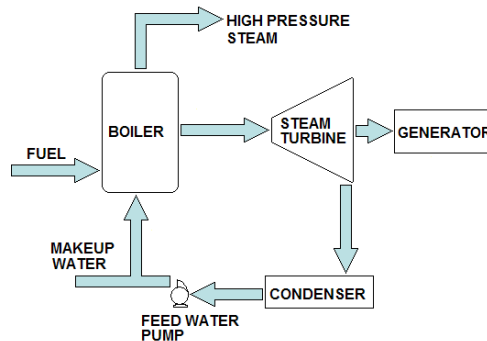 HIGH PRESSURE
STEAM
BOILER
STEAM
TURBINE
GENERATOR
FUEL
MAKEUP
WATER
CONDENSER
FEED WATER
PUMP